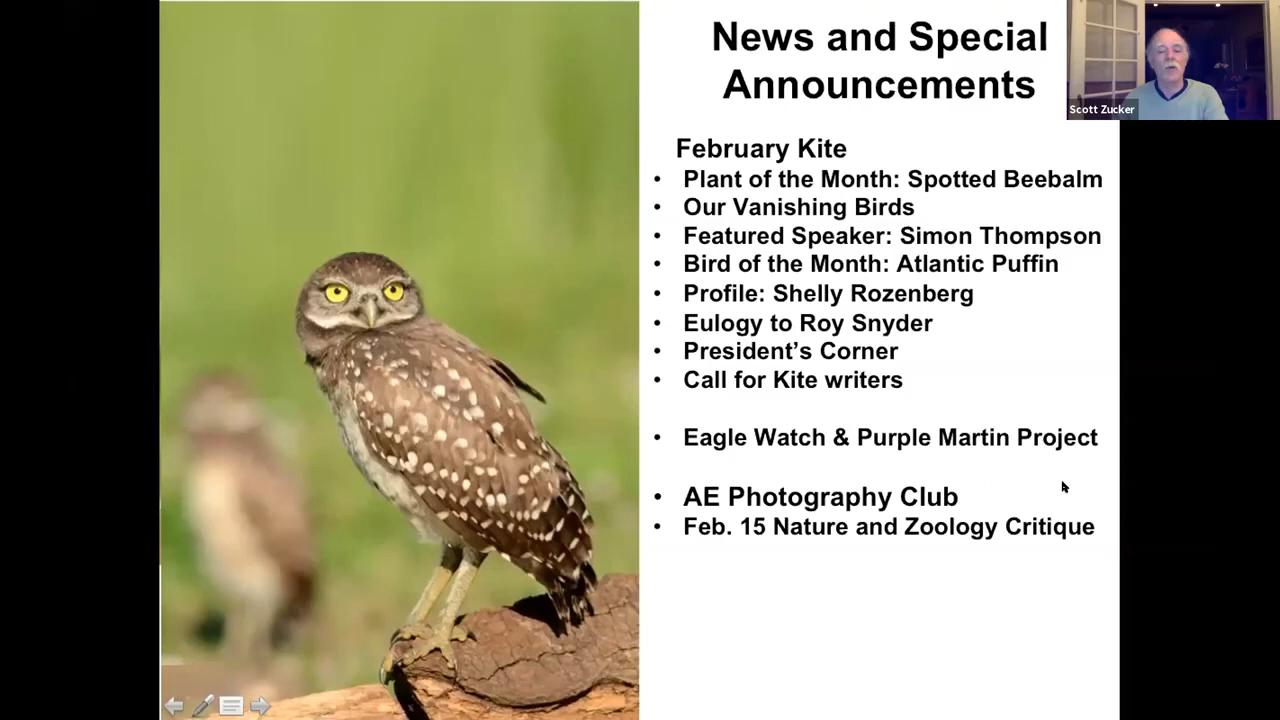 News and Special
Announcements
Scott Zucker
February Kite
• Plant of the Month: Spotted Beebalm
• Our Vanishing Birds
• Featured Speaker: Simon Thompson
• Bird of the Month: Atlantic Puffin
• Profile: Shelly Rozenberg
• Eulogy to Roy Snyder
• President’s Corner
• Call for Kite writers
• Eagle Watch & Purple Martin Project
• AE Photography Club
• Feb. 15 Nature and Zoology Critique